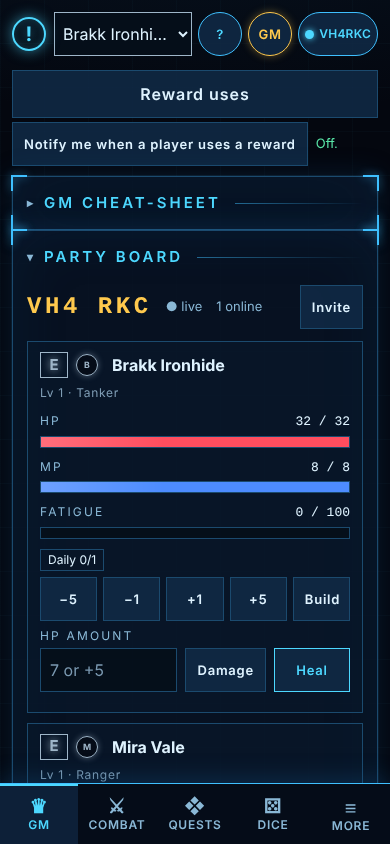 !
Brakk Ironhi...
?
GM
VH4RKC
Reward uses
Notify me when a player uses a reward
Off.
GM CHEAT-SHEET
PARTY BOARD
VH4 RKC
live
1 online
Invite
E
B
Brakk Ironhide
Lv 1 · Tanker
HP
32 / 32
MP
8 / 8
FATIGUE
0 / 100
Daily 0/1
−5
−1
+1
+5
Build
HP AMOUNT
7 or +5
Damage
Heal
E
M
Mira Vale
Lv 1 · Ranger
GM
COMBAT
QUESTS
DICE
MORE